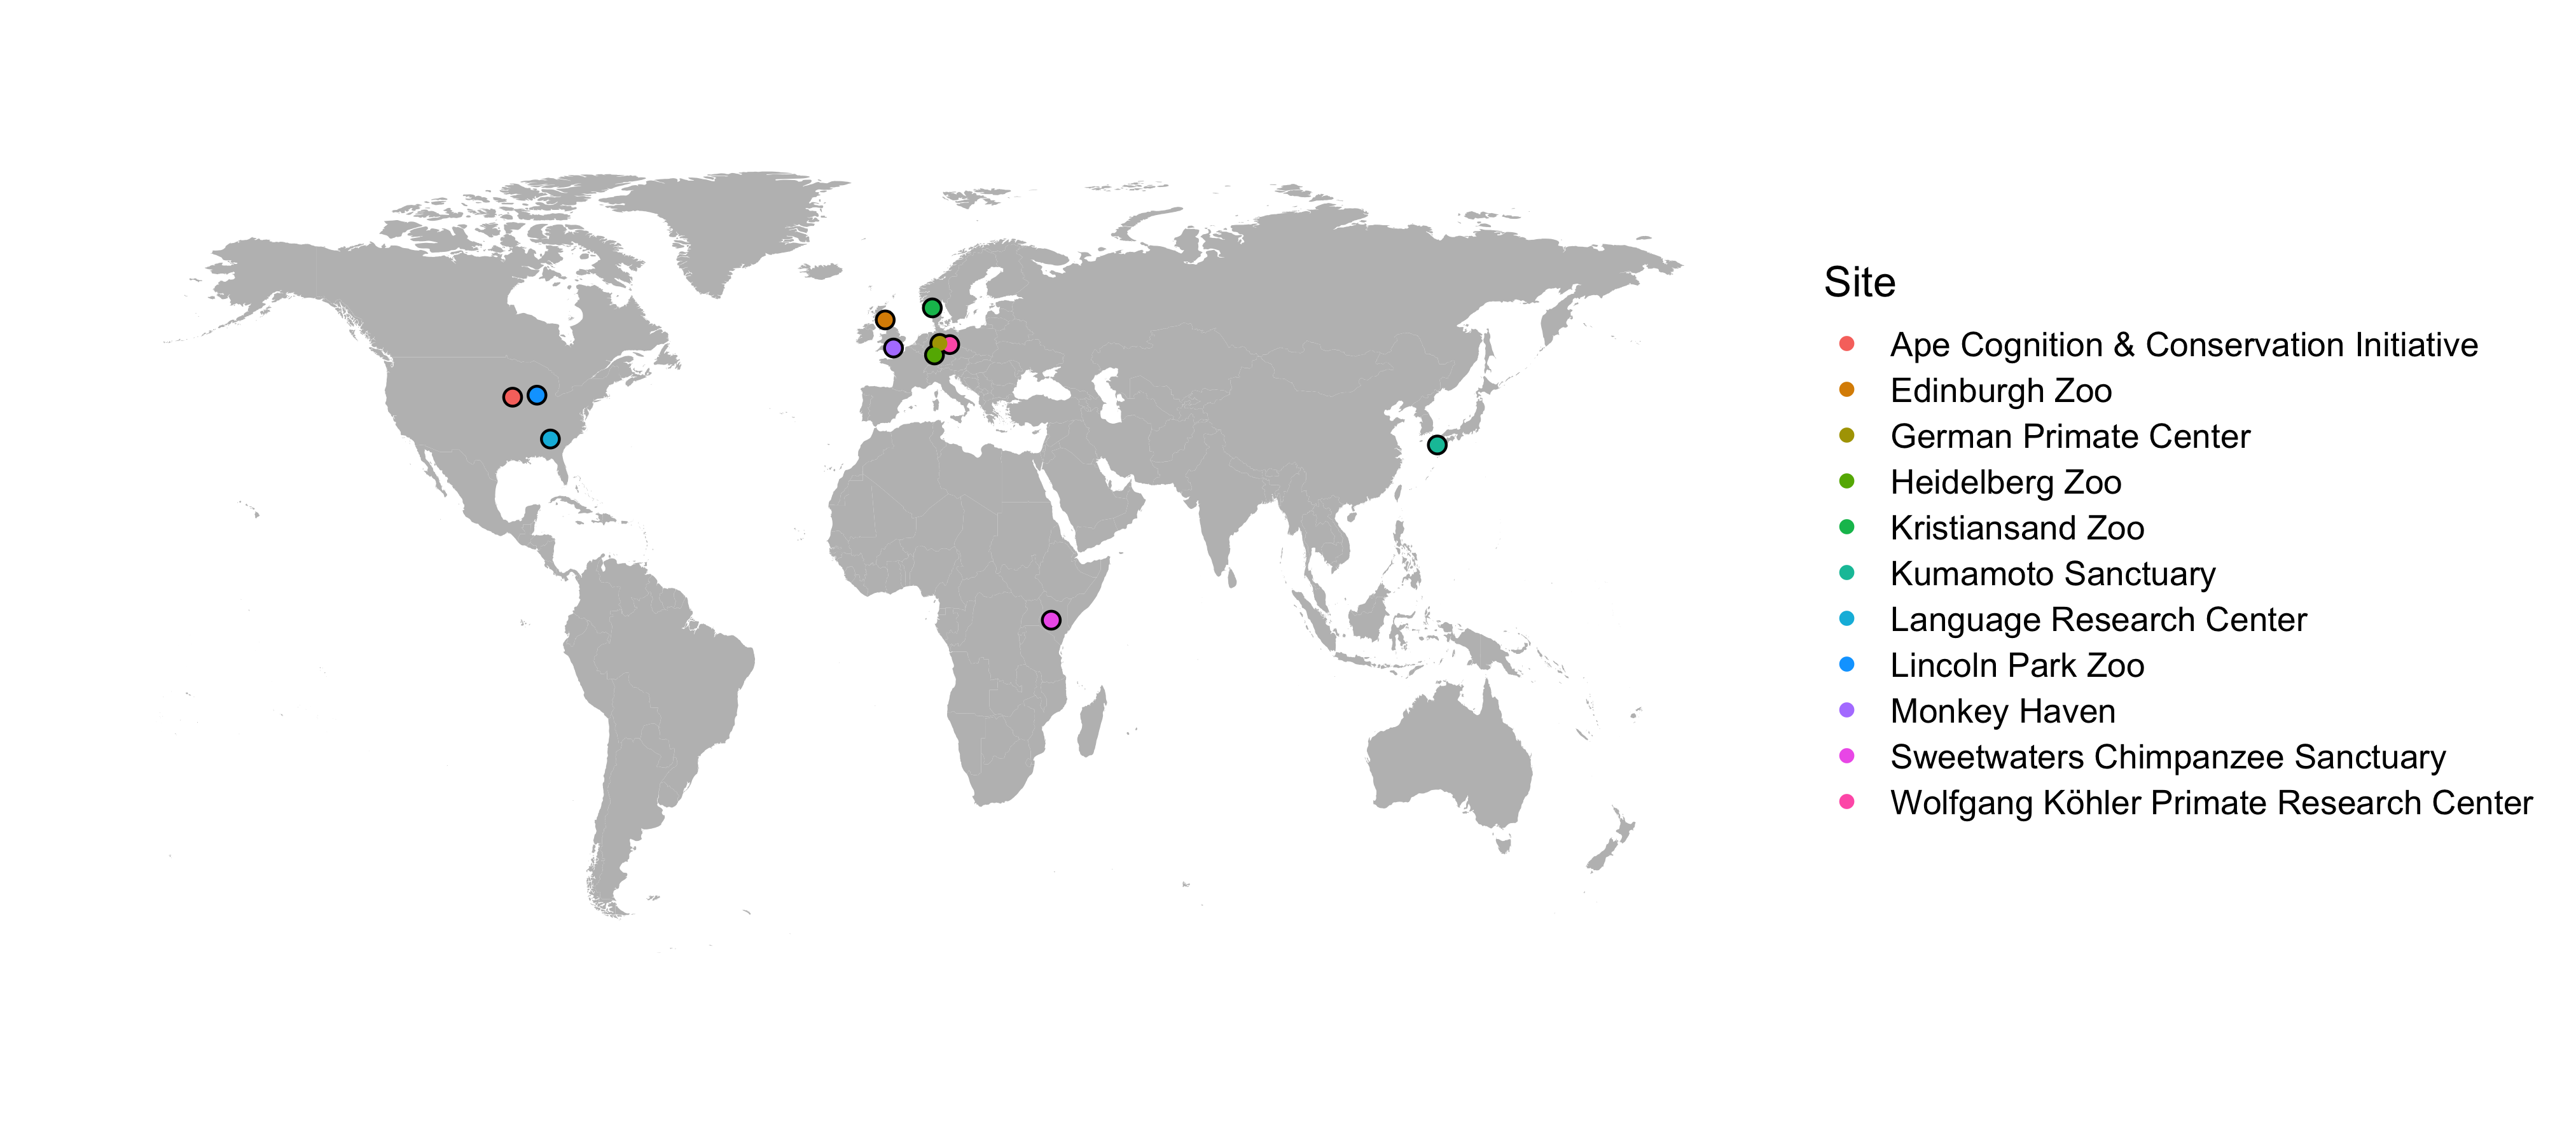 Site
Ape Cognition & Conservation Initiative
Edinburgh Zoo
German Primate Center
Heidelberg Zoo
Kristiansand Zoo
Kumamoto Sanctuary
Language Research Center
Lincoln Park Zoo
Monkey Haven
Sweetwaters Chimpanzee Sanctuary
Wolfgang Köhler Primate Research Center